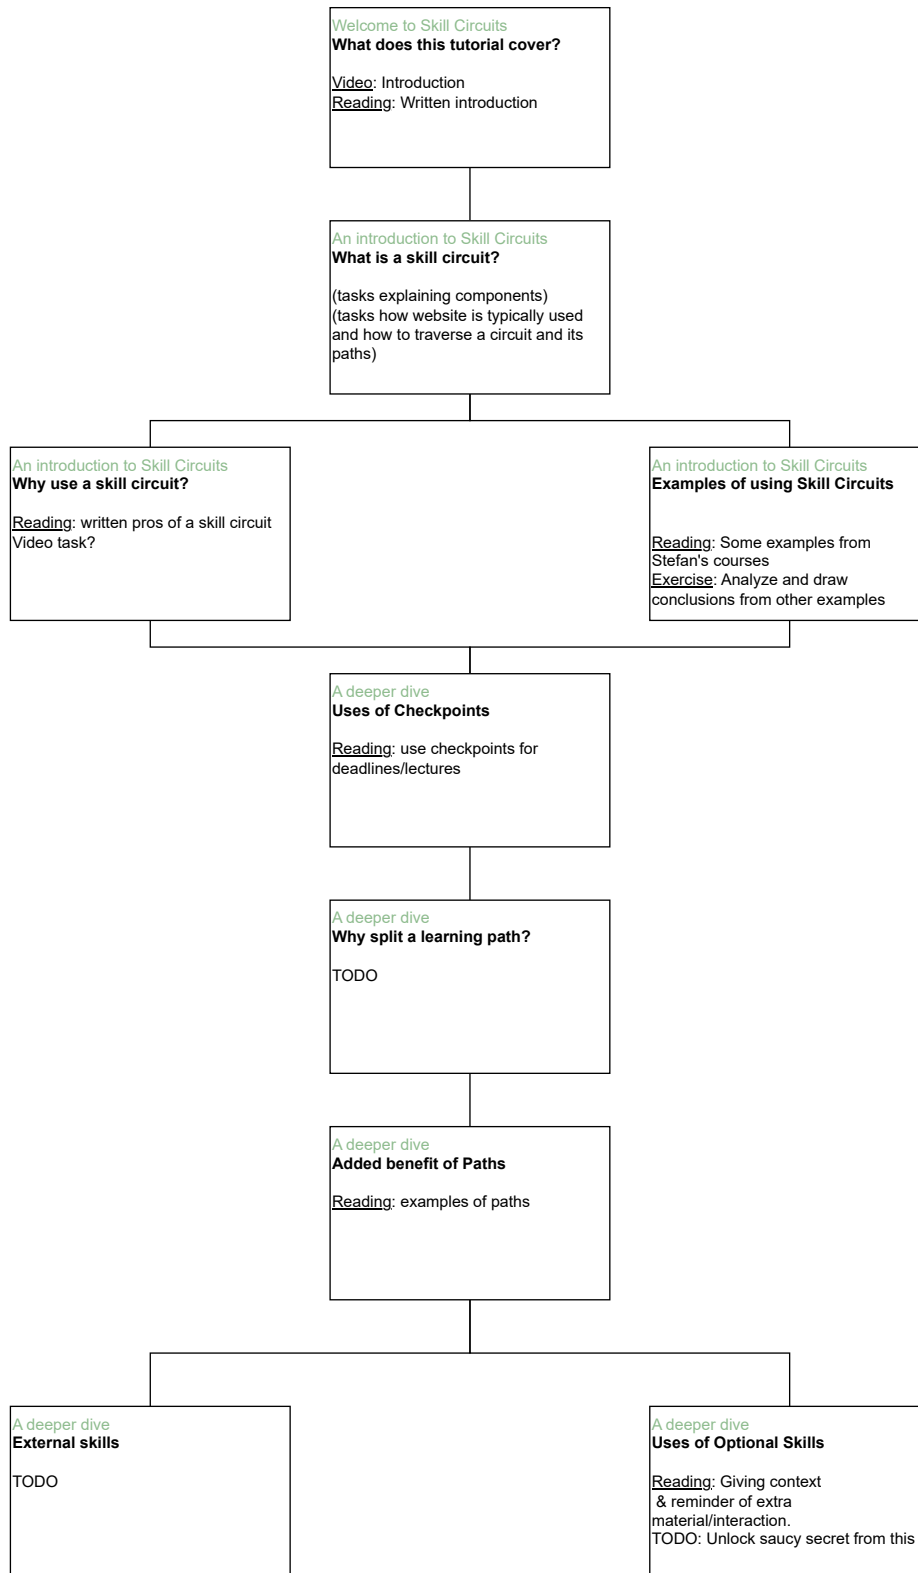 Welcome to Skill Circuits
What does this tutorial cover?
Video: Introduction
Reading: Written introduction
An introduction to Skill Circuits
What is a skill circuit?
(tasks explaining components)
(tasks how website is typically used
and how to traverse a circuit and its
paths)
An introduction to Skill Circuits
Why use a skill circuit?
Reading: written pros of a skill circuit
Video task?
An introduction to Skill Circuits
Examples of using Skill Circuits
Reading: Some examples from
Stefan's courses
Exercise: Analyze and draw
conclusions from other examples
A deeper dive
Uses of Checkpoints
Reading: use checkpoints for
deadlines/lectures
A deeper dive
Why split a learning path?
TODO
A deeper dive
Added benefit of Paths
Reading: examples of paths
A deeper dive
External skills
TODO
A deeper dive
Uses of Optional Skills
Reading: Giving context
& reminder of extra
material/interaction.
TODO: Unlock saucy secret from this